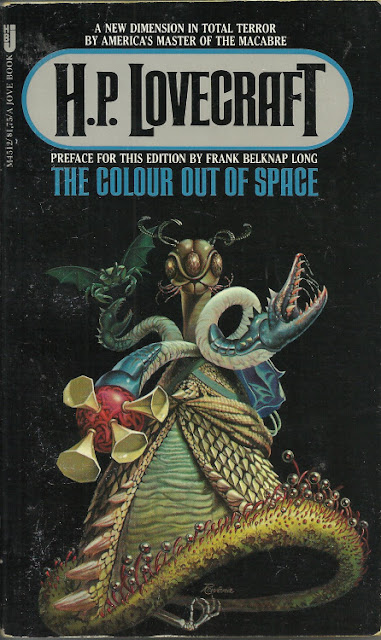 J
A NEW DIMENSION IN TOTAL TERROR
BY AMERICA'S MASTER OF THE MACABRE
H.P. LOVECRAFT
PREFACE FOR THIS EDITION BY FRANK BELKNAP LONG
THE COLOUR OUT OF SPACE
M4512/$1.75/A JOVE BOOK